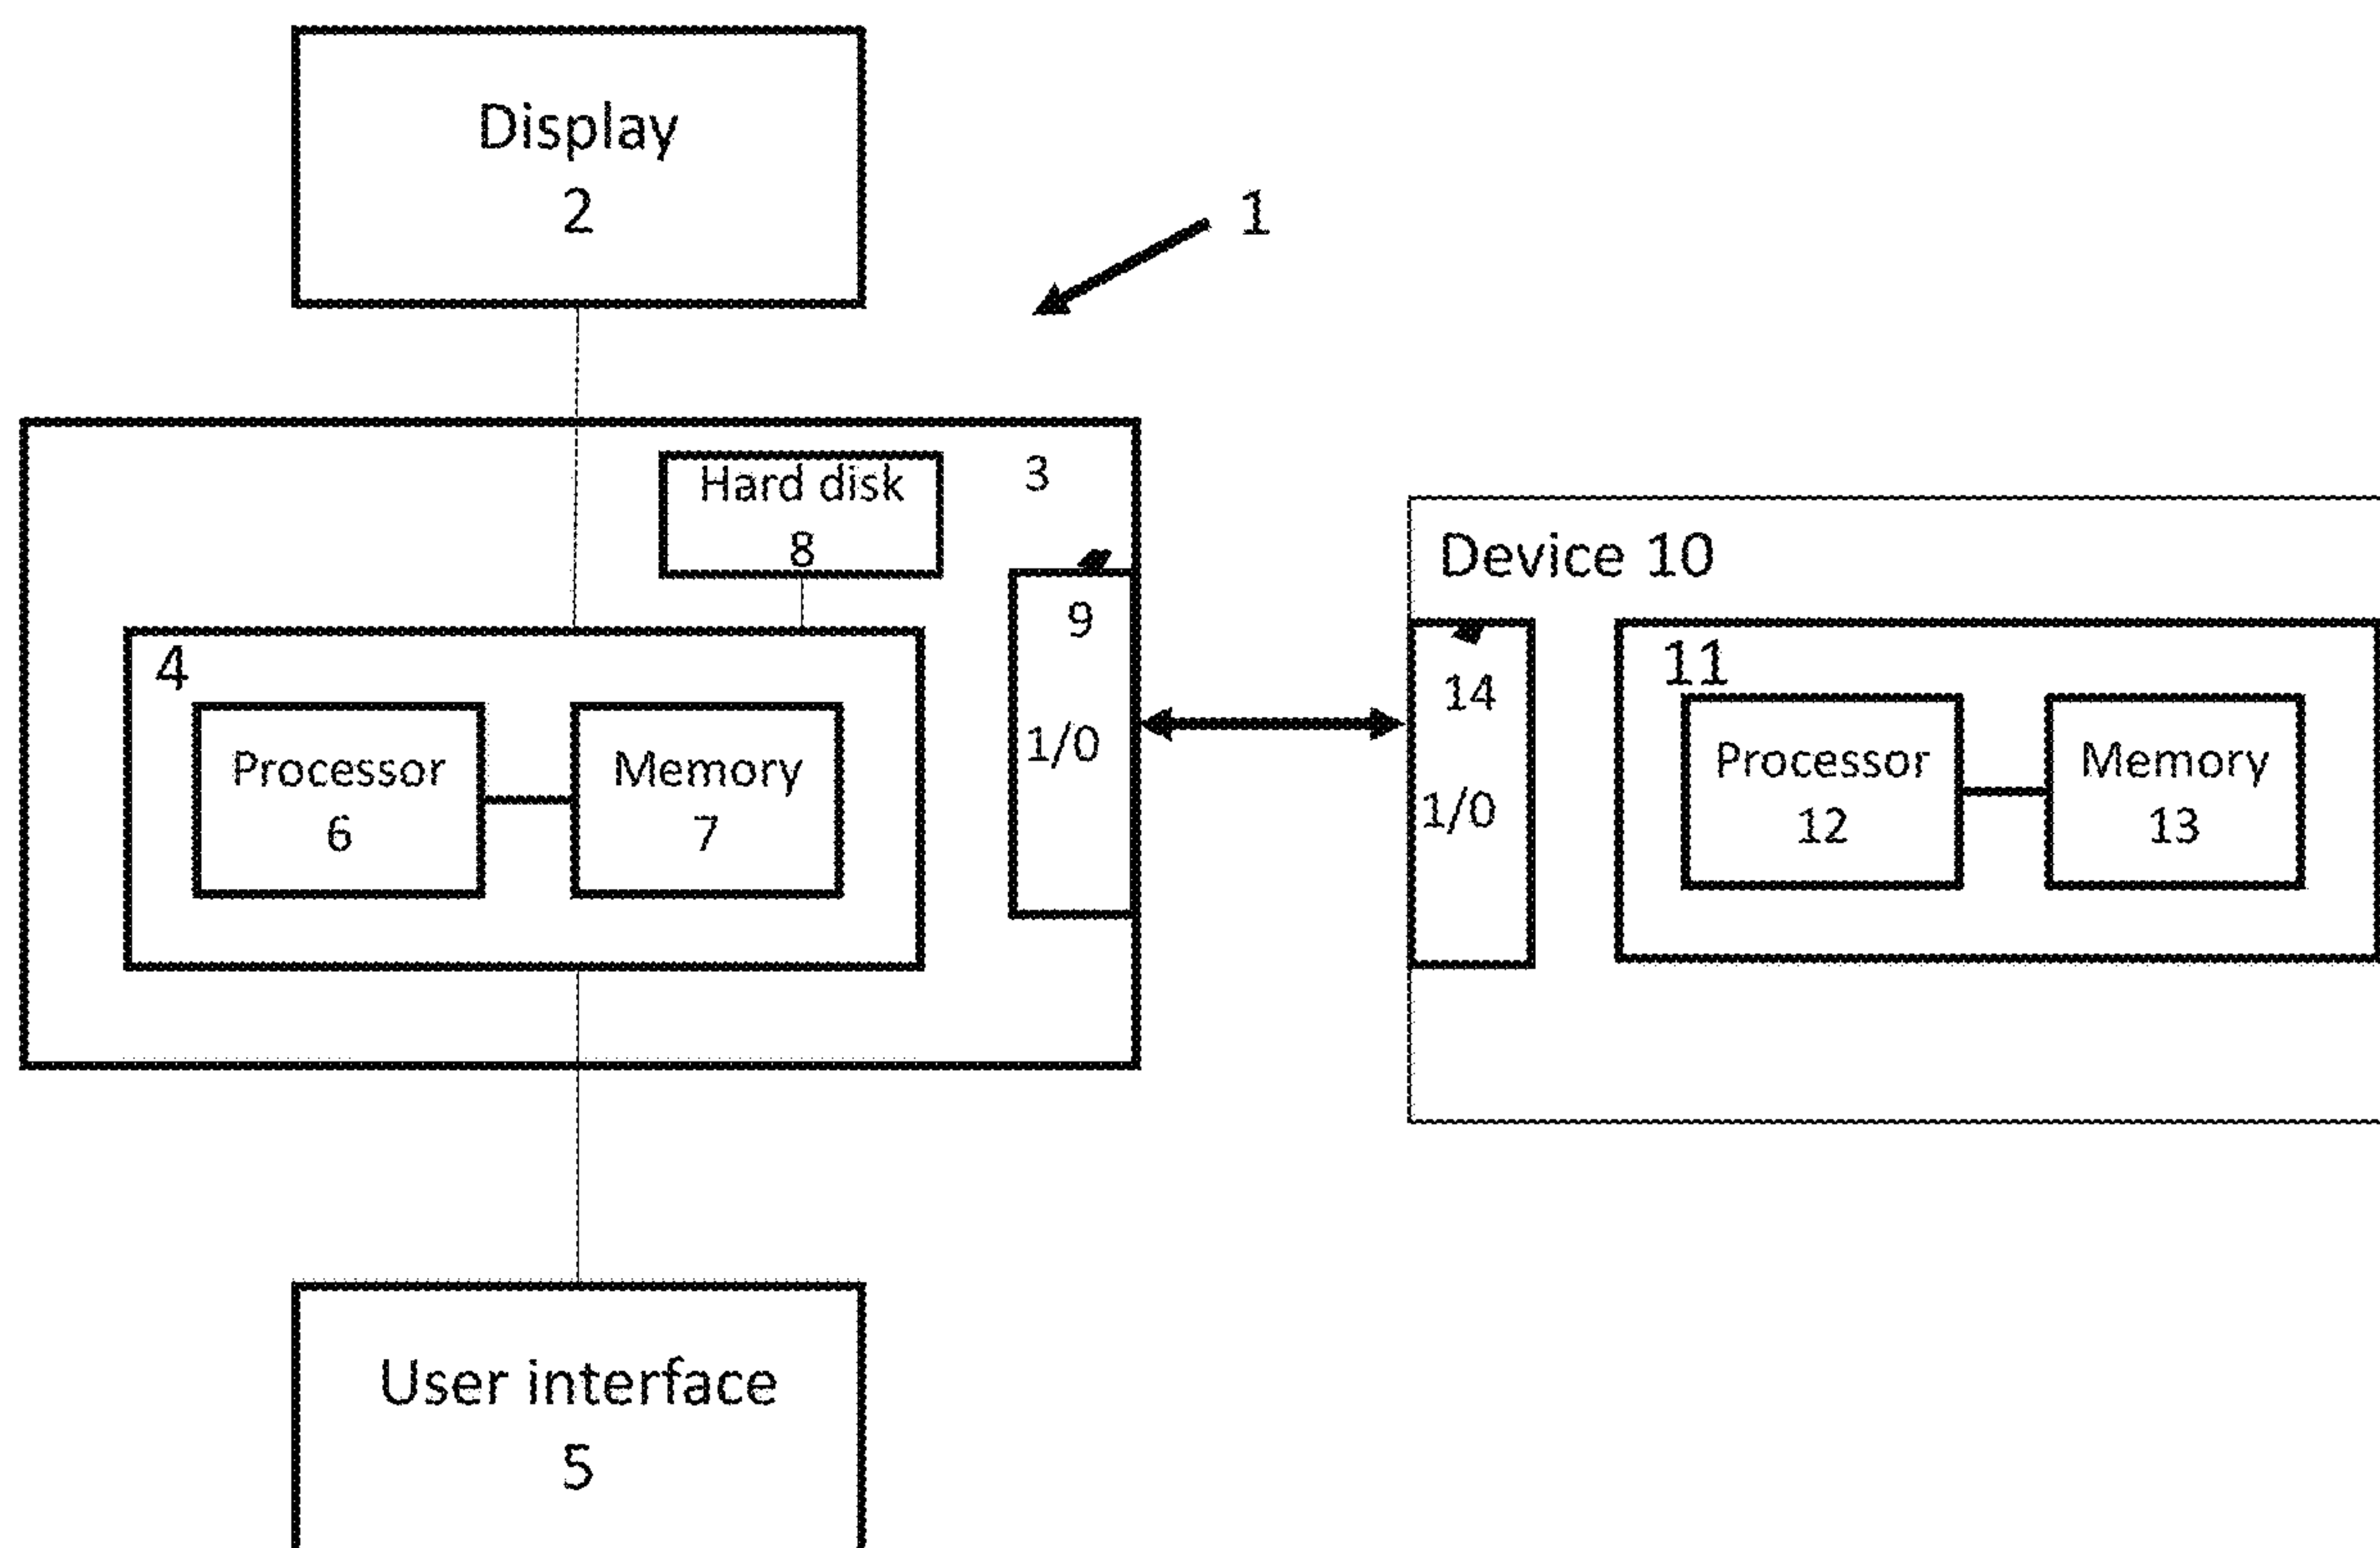 Display
2
1
Hard disk
8
3
9
1/0
4
Processor
6
Memory
7
Device 10
14
1/0
11
Processor
12
Memory
13
User interface
5